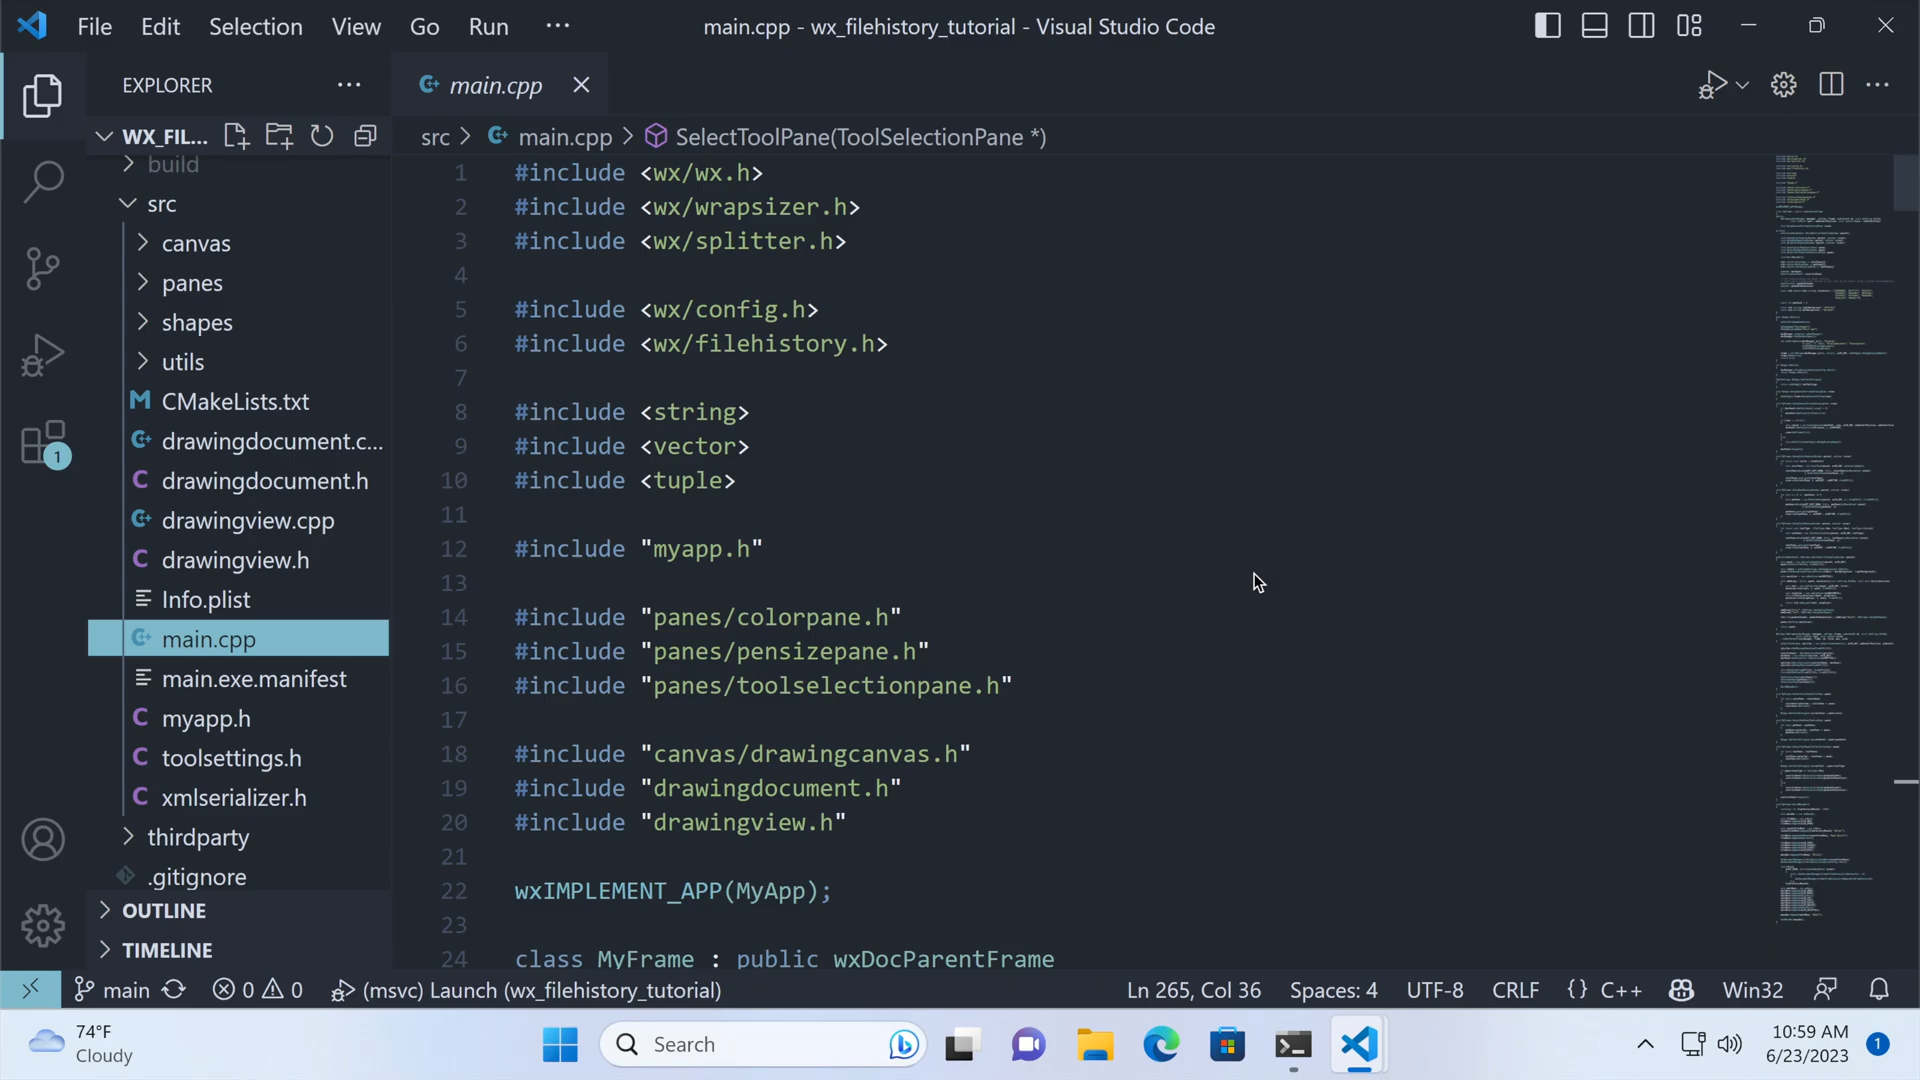 File Edit Selection View Go Run ···
main.cpp - wx_filehistory_tutorial - Visual Studio Code
EXPLORER
main.cpp
WX_FIL...
src > main.cpp > SelectToolPane(ToolSelectionPane *)
build
src
canvas
panes
shapes
utils
CMakeLists.txt
drawingdocument.c...
drawingdocument.h
drawingview.cpp
drawingview.h
Info.plist
main.cpp
main.exe.manifest
myapp.h
toolsettings.h
xmlserializer.h
thirdparty
.gitignore
OUTLINE
TIMELINE
1
1 #include <wx/wx.h>
2 #include <wx/wrapsizer.h>
3 #include <wx/splitter.h>
4
5 #include <wx/config.h>
6 #include <wx/filehistory.h>
7
8 #include <string>
9 #include <vector>
10 #include <tuple>
11
12 #include "myapp.h"
13
14 #include "panes/colorpane.h"
15 #include "panes/pensizepane.h"
16 #include "panes/toolselectionpane.h"
17
18 #include "canvas/drawingcanvas.h"
19 #include "drawingdocument.h"
20 #include "drawingview.h"
21
22 wxIMPLEMENT_APP(MyApp);
23
24 class MyFrame : public wxDocParentFrame
main 0 0 (msvc) Launch (wx_filehistory_tutorial) Ln 265, Col 36 Spaces: 4 UTF-8 CRLF {} C++ Win32
74°F
Cloudy
Search
10:59 AM
6/23/2023
1